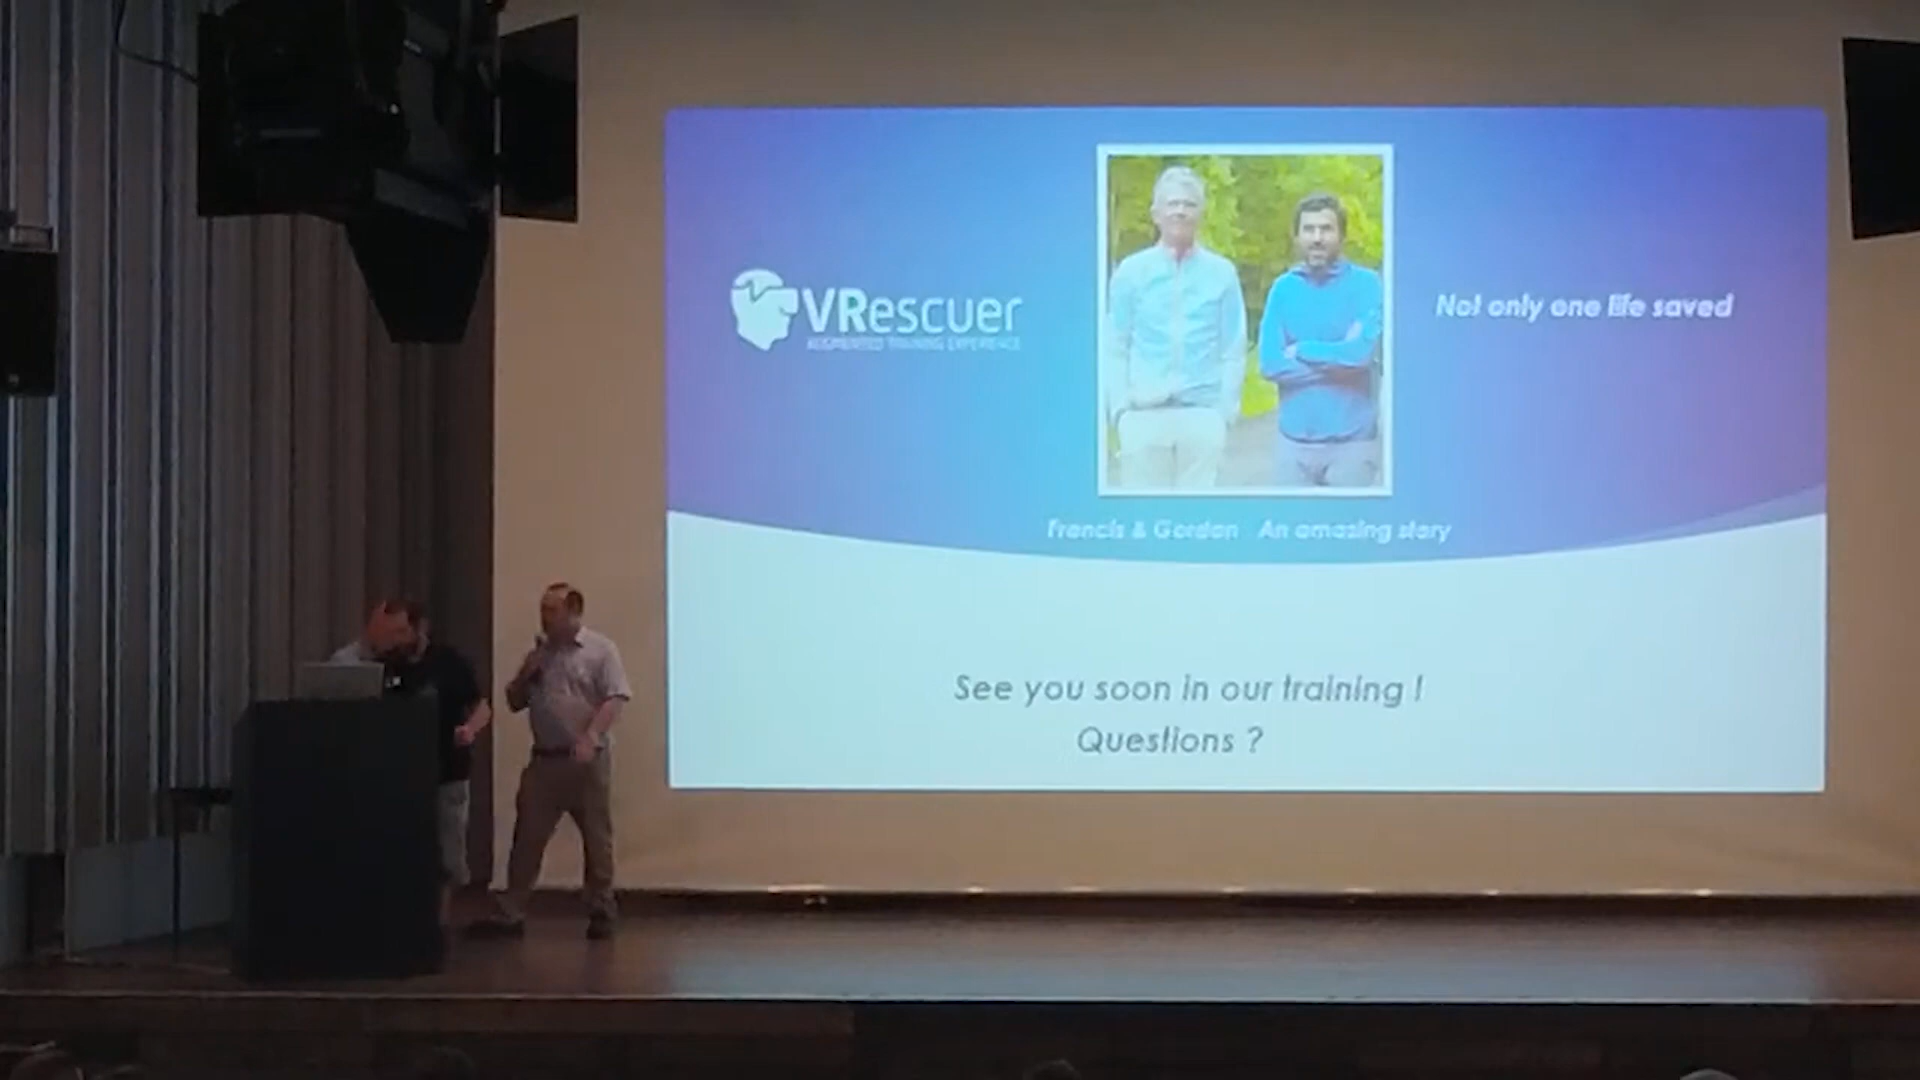 VRescuer
AUGMENTED TRAINING EXPERIENCE
Not only one life saved
Francis & Gordon An amazing story
See you soon in our training !
Questions ?